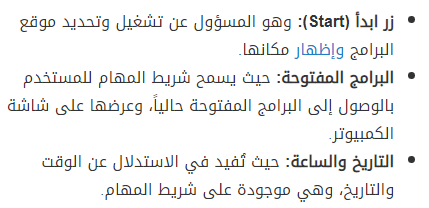 • زر ابدأ (Start): وهو المسؤول عن تشغيل وتحديد موقع
البرامج وإظهار مكانها.
• البرامج المفتوحة: حيث يسمح شريط المهام للمستخدم
بالوصول إلى البرامج المفتوحة حالياً، وعرضها على شاشة
الكمبيوتر.
• التاريخ والساعة: حيث تُفيد في الاستدلال عن الوقت
والتاريخ، وهي موجودة على شريط المهام.